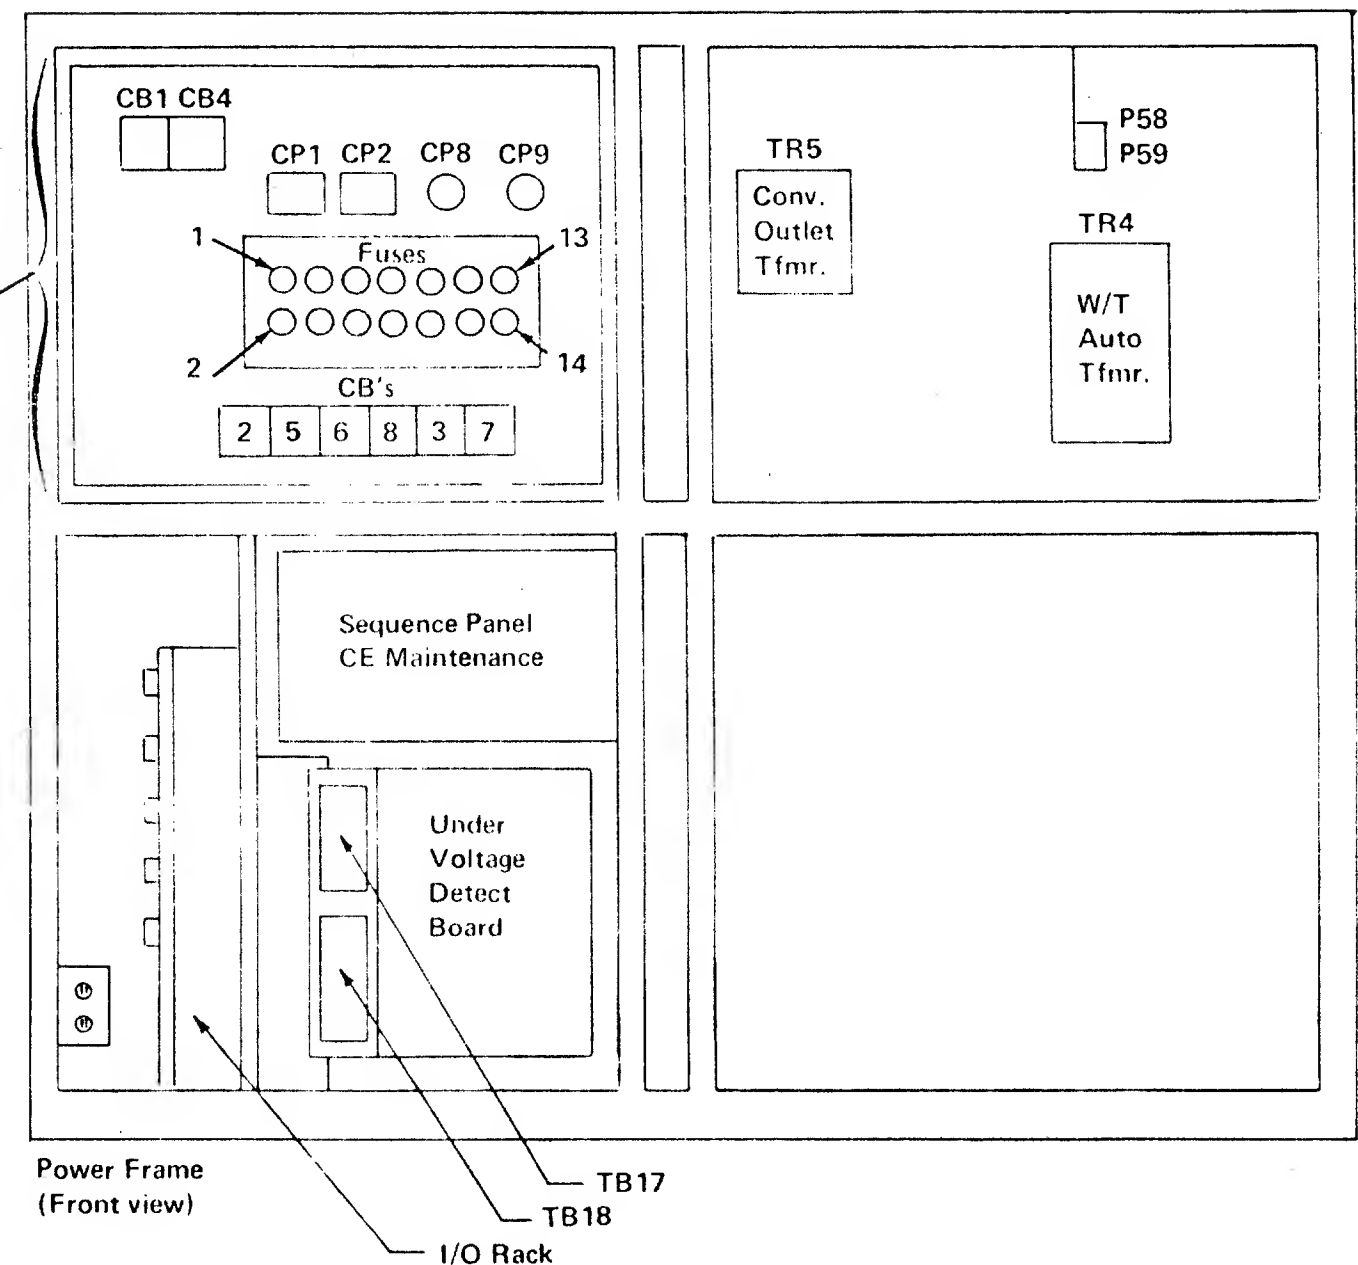 CB1 CB4
CP1 CP2 CP8 CP9
1
13
Fuses
2
14
CB's
2 5 6 8 3 7
P58
P59
TR5
Conv.
Outlet
Tfmr.
TR4
W/T
Auto
Tfmr.
Sequence Panel
CE Maintenance
Under
Voltage
Detect
Board
Power Frame
(Front view)
TB17
TB18
I/O Rack